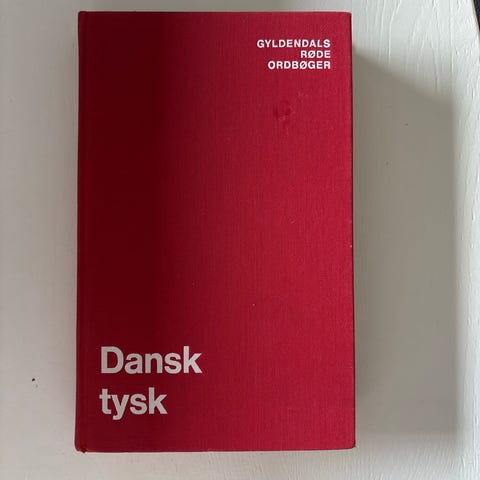 GYLDENDALS
RØDE
ORDBØGER
Dansk
tysk